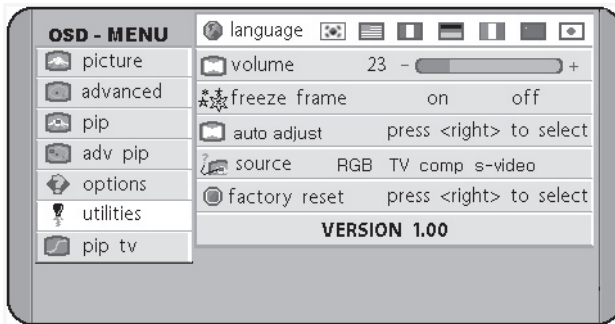 OSD - MENU
picture
advanced
pip
adv pip
options
utilities
pip tv
language
volume 23 - +
freeze frame on off
auto adjust press <right> to select
source RGB TV comp s-video
factory reset press <right> to select
VERSION 1.00